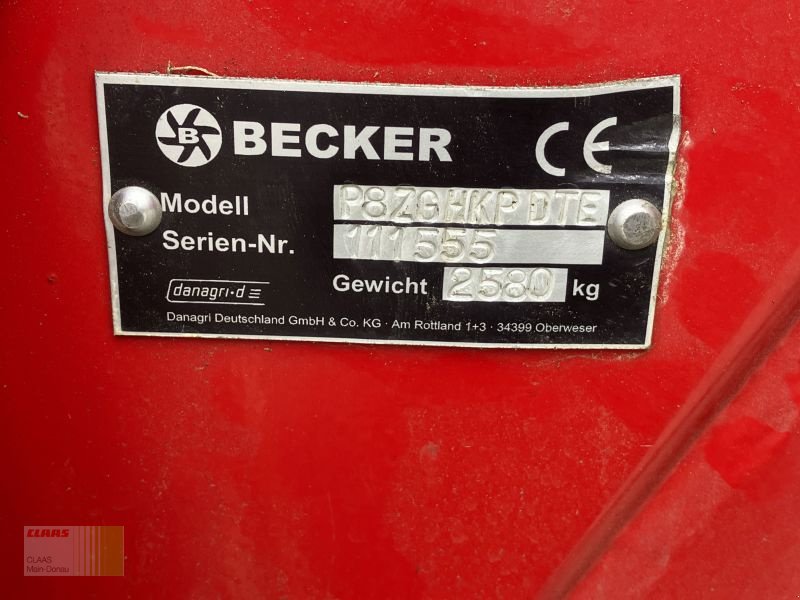 B BECKER CE
Modell P8ZGHKP DTE
Serien-Nr. 111555
Gewicht 2580 kg
danagri·d
Danagri Deutschland GmbH & Co. KG · Am Rottland 1+3 · 34399 Oberweser
CLAAS
CLAAS
Main-Donau